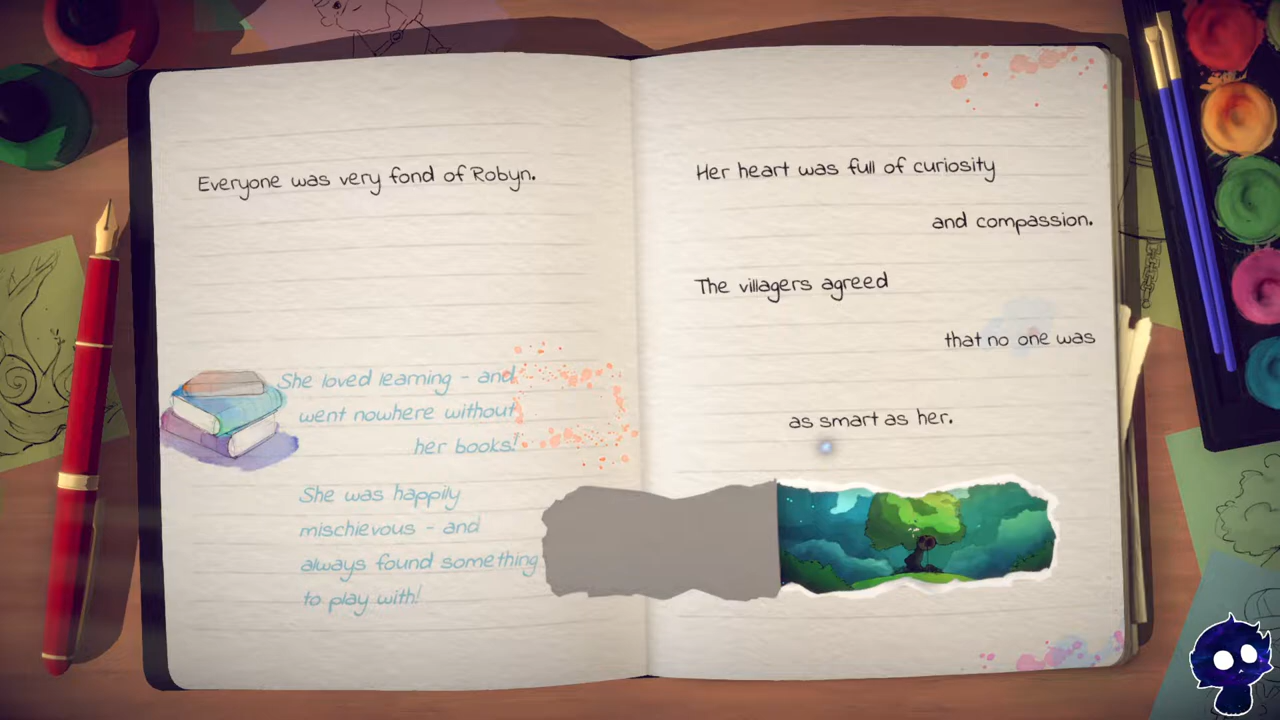 Everyone was very fond of Robyn.
She loved learning - and
went nowhere without
her books!
She was happily
mischievous - and
always found something
to play with!
Her heart was full of curiosity
and compassion.
The villagers agreed
that no one was
as smart as her.